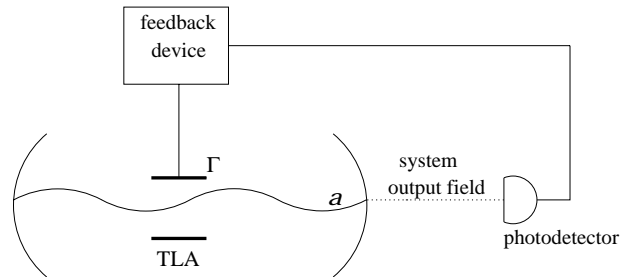 feedback
device
Γ
a
system
output field
TLA
photodetector